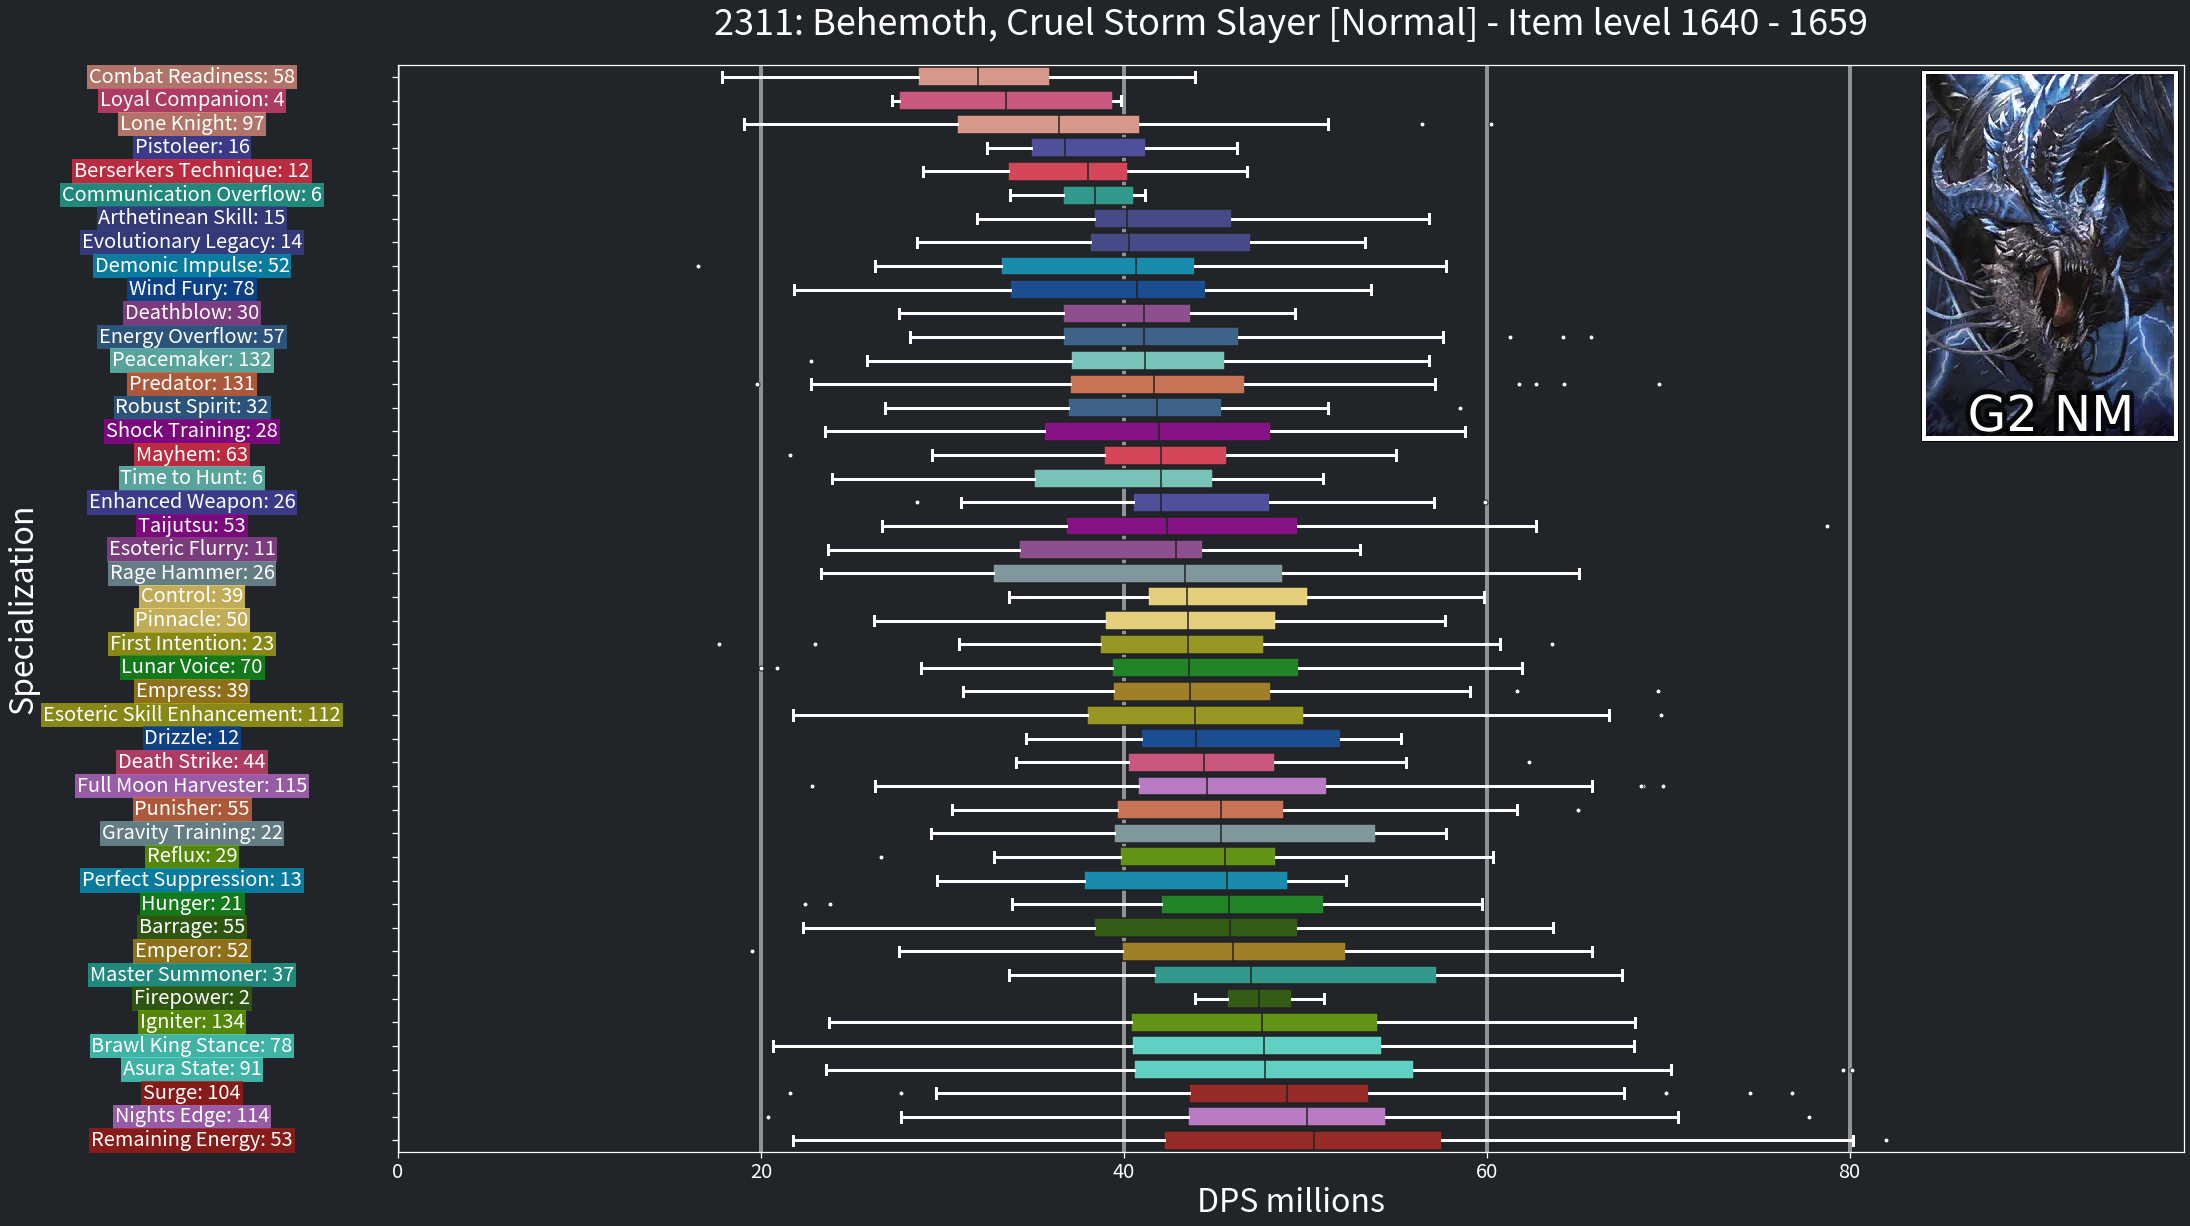 2311: Behemoth, Cruel Storm Slayer [Normal] - Item level 1640 - 1659
Combat Readiness: 58
Loyal Companion: 4
Lone Knight: 97
Pistoleer: 16
Berserkers Technique: 12
Communication Overflow: 6
Arthetinean Skill: 15
Evolutionary Legacy: 14
Demonic Impulse: 52
Wind Fury: 78
Deathblow: 30
Energy Overflow: 57
Peacemaker: 132
Predator: 131
Robust Spirit: 32
Shock Training: 28
Mayhem: 63
Time to Hunt: 6
Enhanced Weapon: 26
Taijutsu: 53
Esoteric Flurry: 11
Rage Hammer: 26
Control: 39
Pinnacle: 50
First Intention: 23
Lunar Voice: 70
Empress: 39
Esoteric Skill Enhancement: 112
Drizzle: 12
Death Strike: 44
Full Moon Harvester: 115
Punisher: 55
Gravity Training: 22
Reflux: 29
Perfect Suppression: 13
Hunger: 21
Barrage: 55
Emperor: 52
Master Summoner: 37
Firepower: 2
Igniter: 134
Brawl King Stance: 78
Asura State: 91
Surge: 104
Nights Edge: 114
Remaining Energy: 53
Specialization
G2 NM
0 20 40 60 80
DPS millions